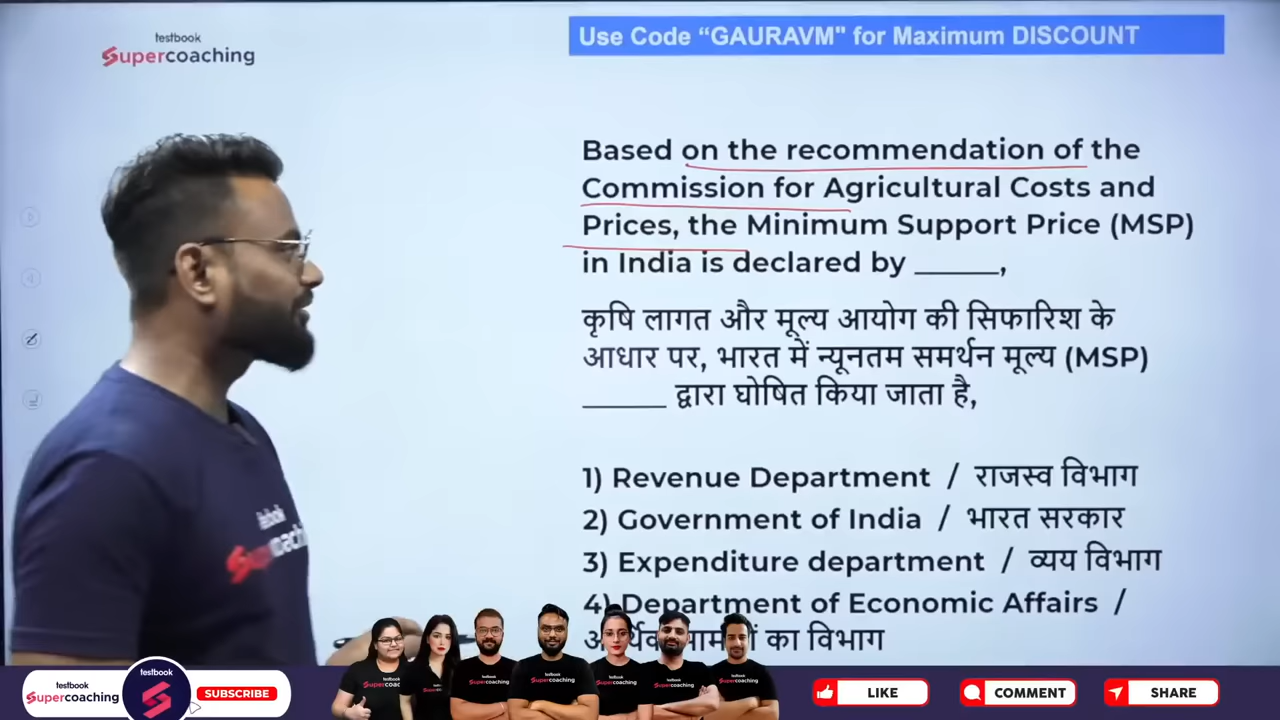 testbook
Supercoaching
Use Code “GAURAVM" for Maximum DISCOUNT
Based on the recommendation of the
Commission for Agricultural Costs and
Prices, the Minimum Support Price (MSP)
in India is declared by ______,
कृषि लागत और मूल्य आयोग की सिफारिश के
आधार पर, भारत में न्यूनतम समर्थन मूल्य (MSP)
______ द्वारा घोषित किया जाता है,
1) Revenue Department / राजस्व विभाग
2) Government of India / भारत सरकार
3) Expenditure department / व्यय विभाग
4) Department of Economic Affairs /
का विभाग
testbook
Supercoaching
testbook
SUBSCRIBE
LIKE
COMMENT
SHARE